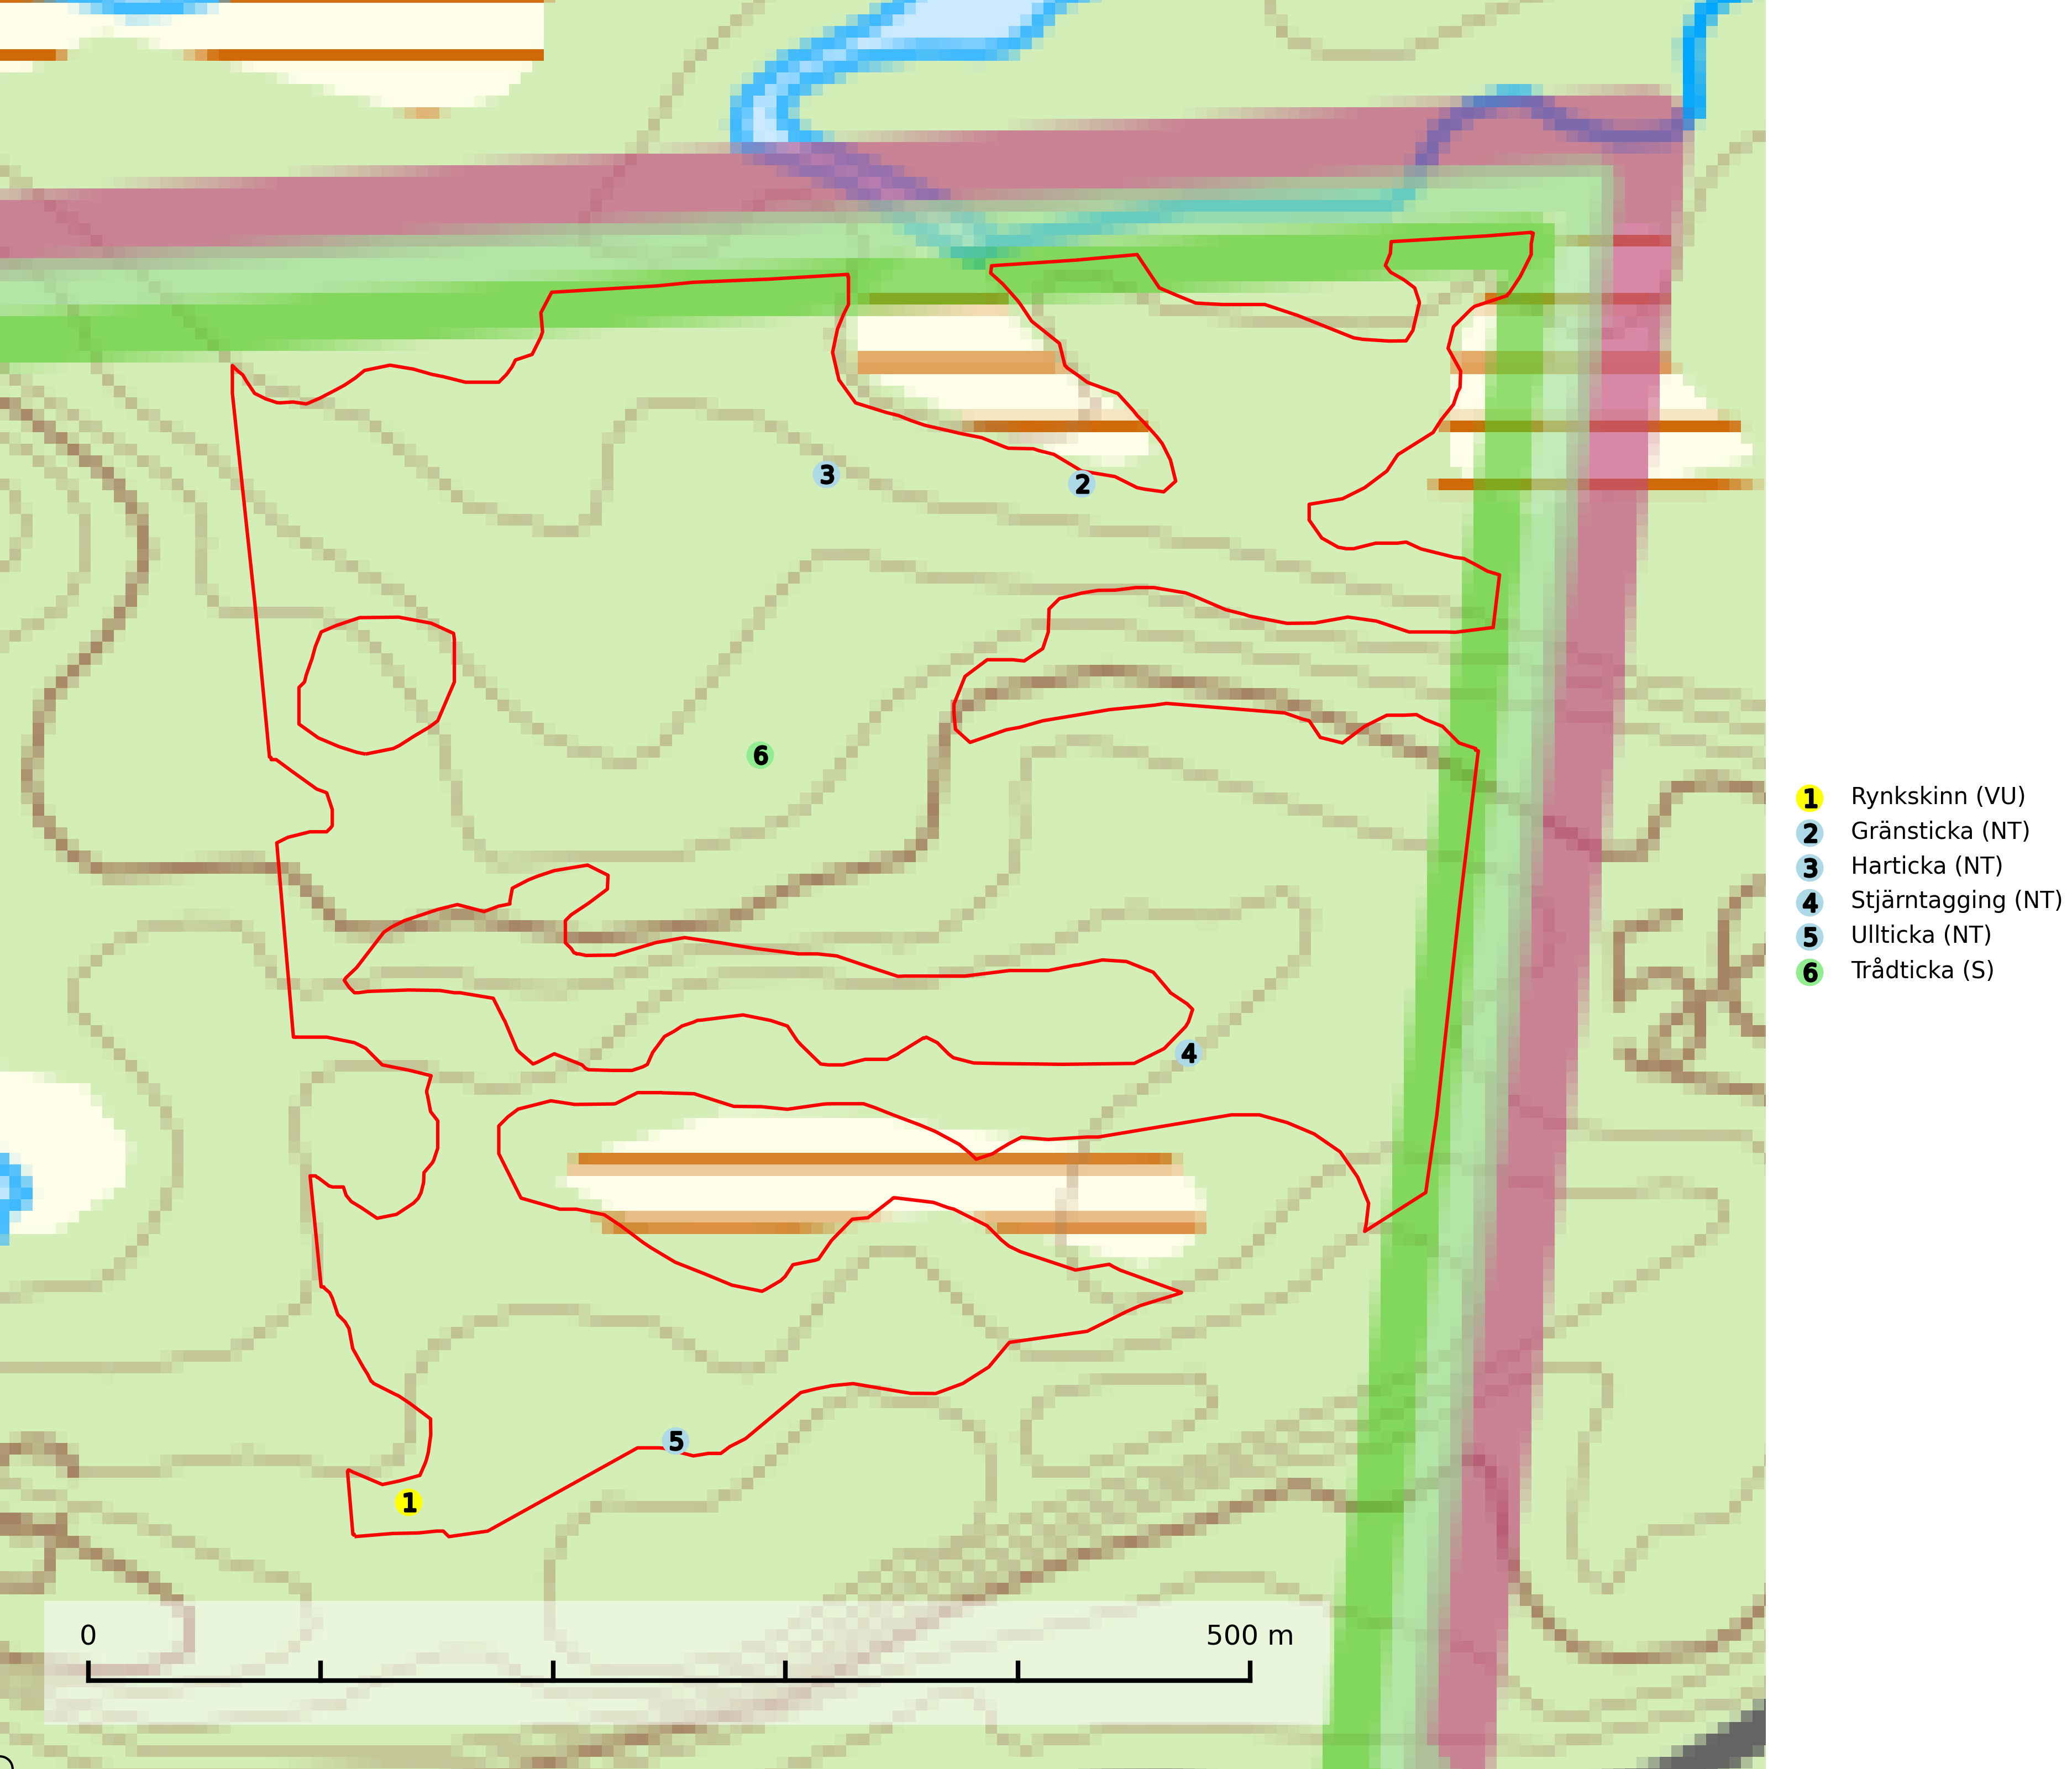 3
2
6
4
5
1
0
500 m
1 Rynkskinn (VU)
2 Gränsticka (NT)
3 Harticka (NT)
4 Stjärntagging (NT)
5 Ullticka (NT)
6 Trådticka (S)